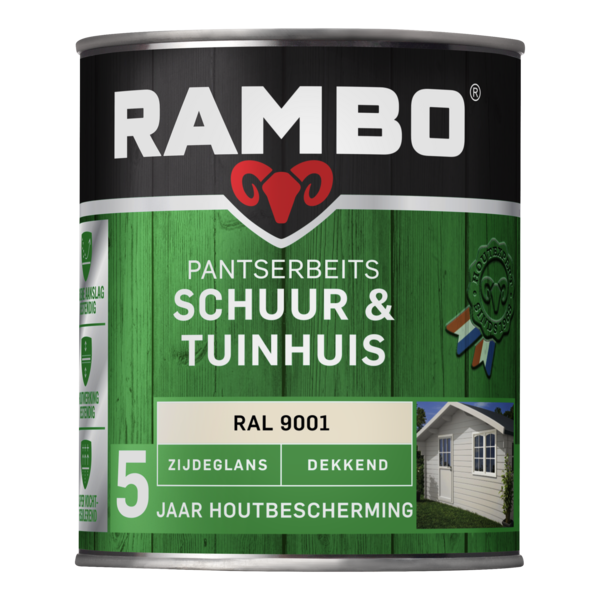 RAMBO®
PANTSERBEITS
SCHUUR &
TUINHUIS
RAL 9001
ZIJDEGLANS
DEKKEND
5
JAAR HOUTBESCHERMING